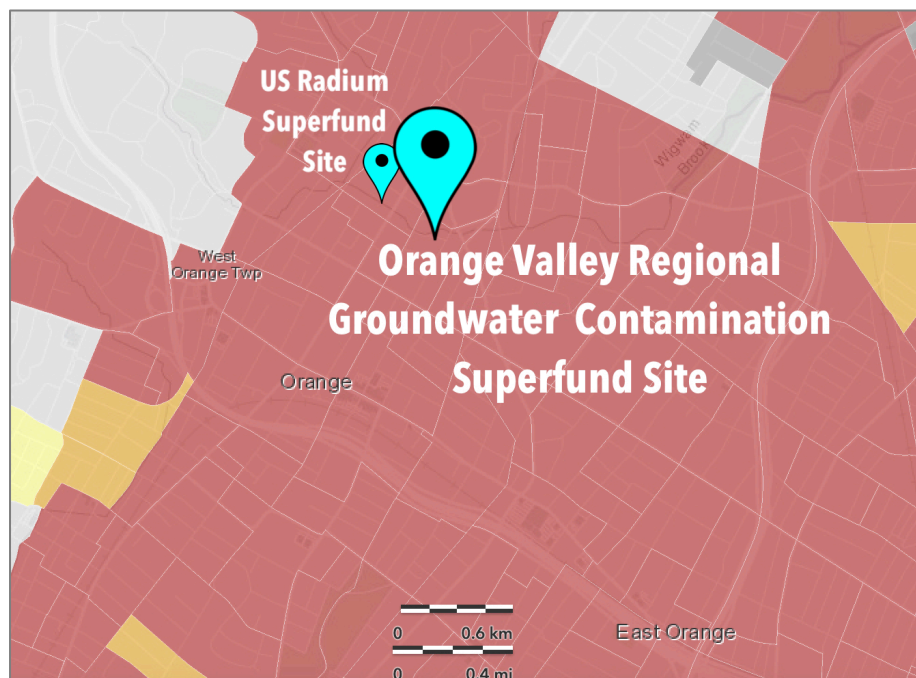 US Radium
Superfund
Site
Wigwam
Brook
West
Orange Twp
Orange Valley Regional
Groundwater Contamination
Superfund Site
Orange
0 0.6 km
East Orange
0 0.4 mi